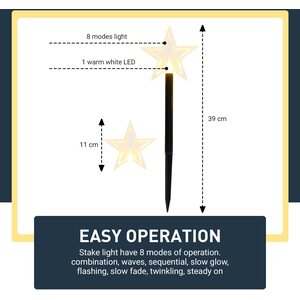 8 modes light
1 warm white LED
39 cm
11 cm
EASY OPERATION
Stake light have 8 modes of operation.
combination, waves, sequential, slow glow,
flashing, slow fade, twinkling, steady on